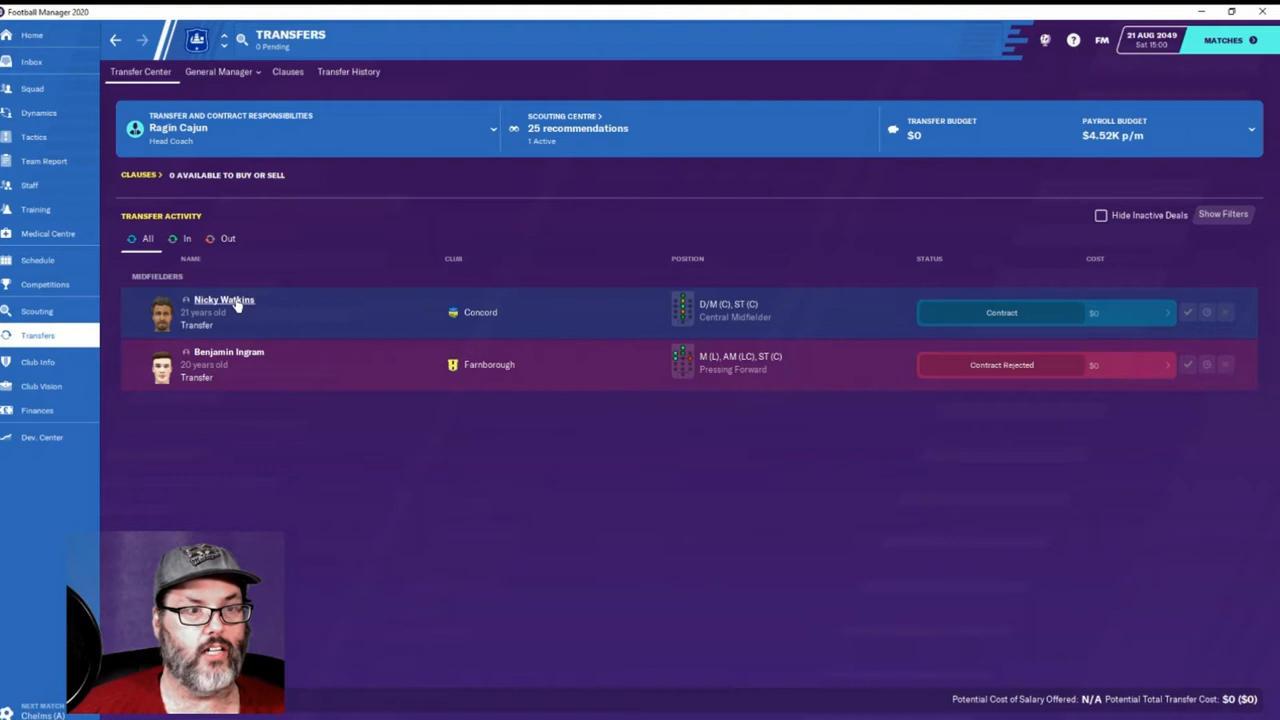 Football Manager 2020
Home
Inbox
Squad
Dynamics
Tactics
Team Report
Staff
Training
Medical Centre
Schedule
Competitions
Scouting
Transfers
Club Info
Club Vision
Finances
Dev. Center
NEXT MATCH
Chelms (A)
TRANSFERS
0 Pending
FM
21 AUG 2049
Sat 15:00
MATCHES
Transfer Center
General Manager
Clauses
Transfer History
TRANSFER AND CONTRACT RESPONSIBILITIES
Ragin Cajun
Head Coach
SCOUTING CENTRE >
25 recommendations
1 Active
TRANSFER BUDGET
$0
PAYROLL BUDGET
$4.52K p/m
CLAUSES > 0 AVAILABLE TO BUY OR SELL
TRANSFER ACTIVITY
Hide Inactive Deals
Show Filters
All In Out
NAME CLUB POSITION STATUS COST
MIDFIELDERS
Nicky Watkins
21 years old
Transfer
Concord
D/M (C), ST (C)
Central Midfielder
Contract
$0
Benjamin Ingram
20 years old
Transfer
Farnborough
M (L), AM (LC), ST (C)
Pressing Forward
Contract Rejected
$0
Potential Cost of Salary Offered: N/A Potential Total Transfer Cost: $0 ($0)